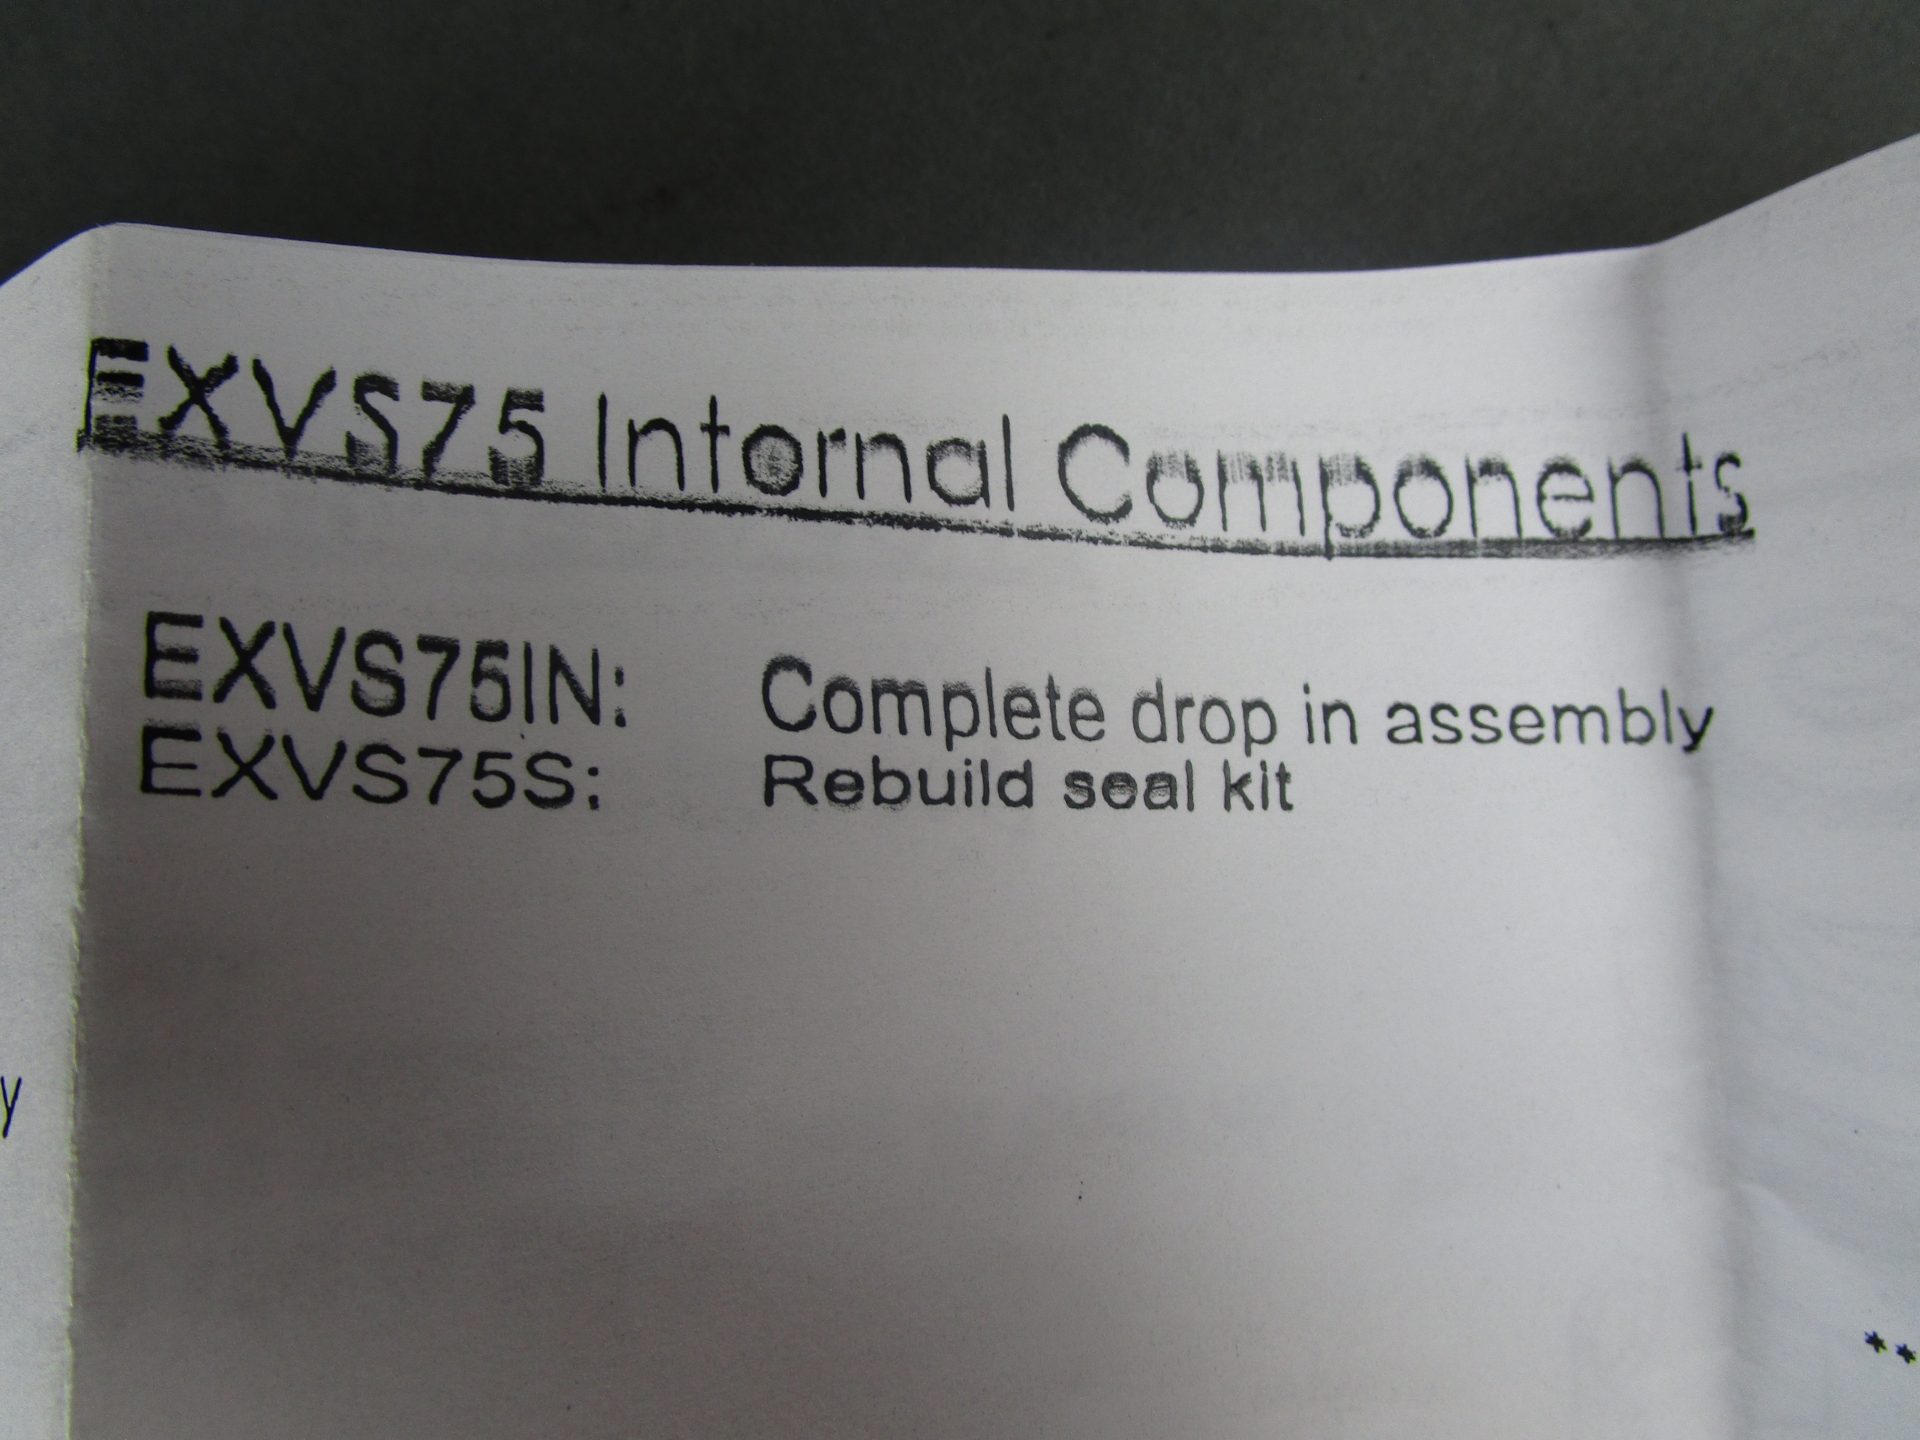 EXVS75 Internal Components
EXVS75IN: Complete drop in assembly
EXVS75S: Rebuild seal kit
y
**